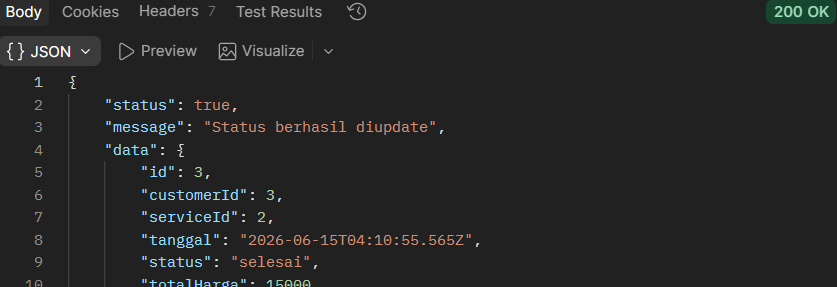 Body Cookies Headers 7 Test Results 200 OK
{ } JSON Preview Visualize
1 {
2 "status": true,
3 "message": "Status berhasil diupdate",
4 "data": {
5 "id": 3,
6 "customerId": 3,
7 "serviceId": 2,
8 "tanggal": "2026-06-15T04:10:55.565Z",
9 "status": "selesai",
10 "totalHarga": 15000